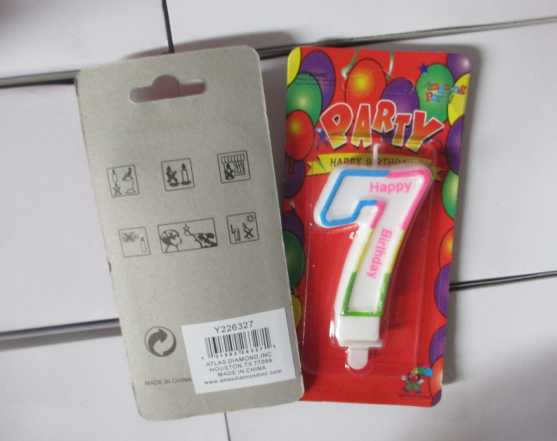 PARTY
HAPPY BIRTHDAY
Happy
Birthday
Y226327
ATLAS DIAMOND, INC
HOUSTON, TX 77099
MADE IN CHINA
MADE IN CHINA